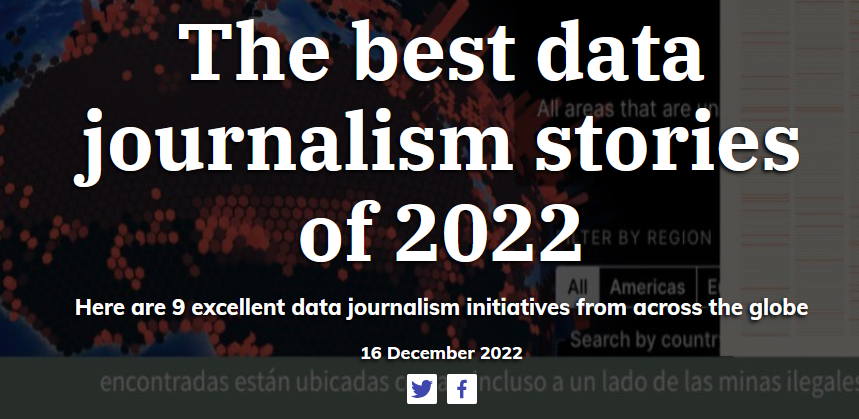 The best data
All areas that are un
journalism stories
of 2022
TER BY REGION
All Americas E
Here are 9 excellent data journalism initiatives from across the globe
Search by countr
16 December 2022
encontradas están ubicadas incluso a un lado de las minas ilegales